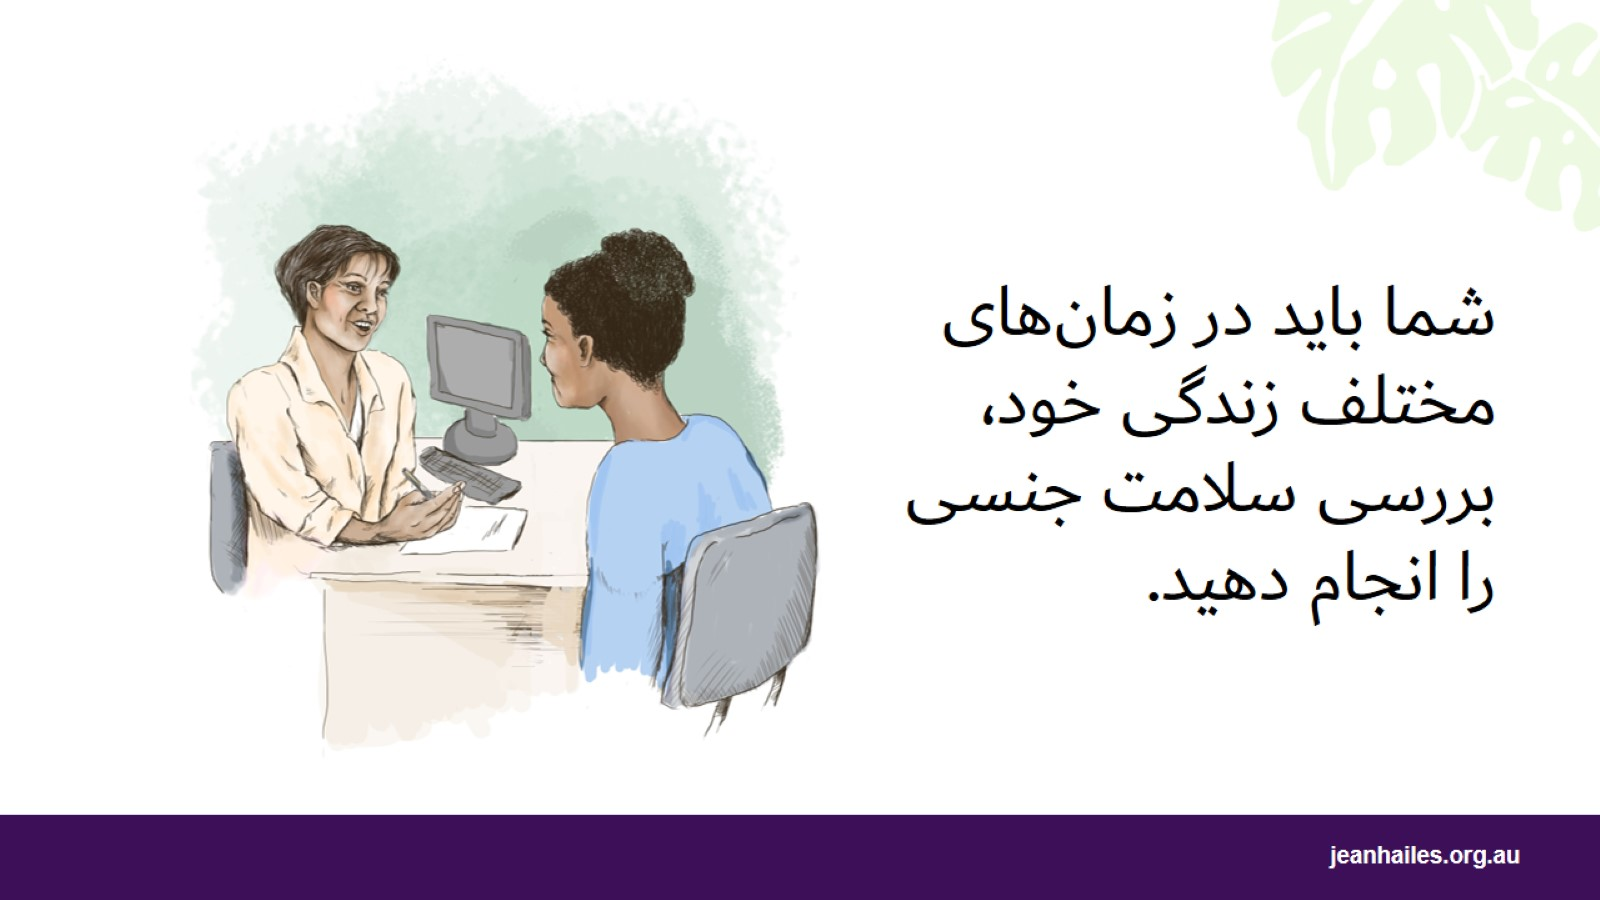 شما باید در زمان‌های
مختلف زندگی خود،
بررسی سلامت جنسی
را انجام دهید.
jeanhailes.org.au